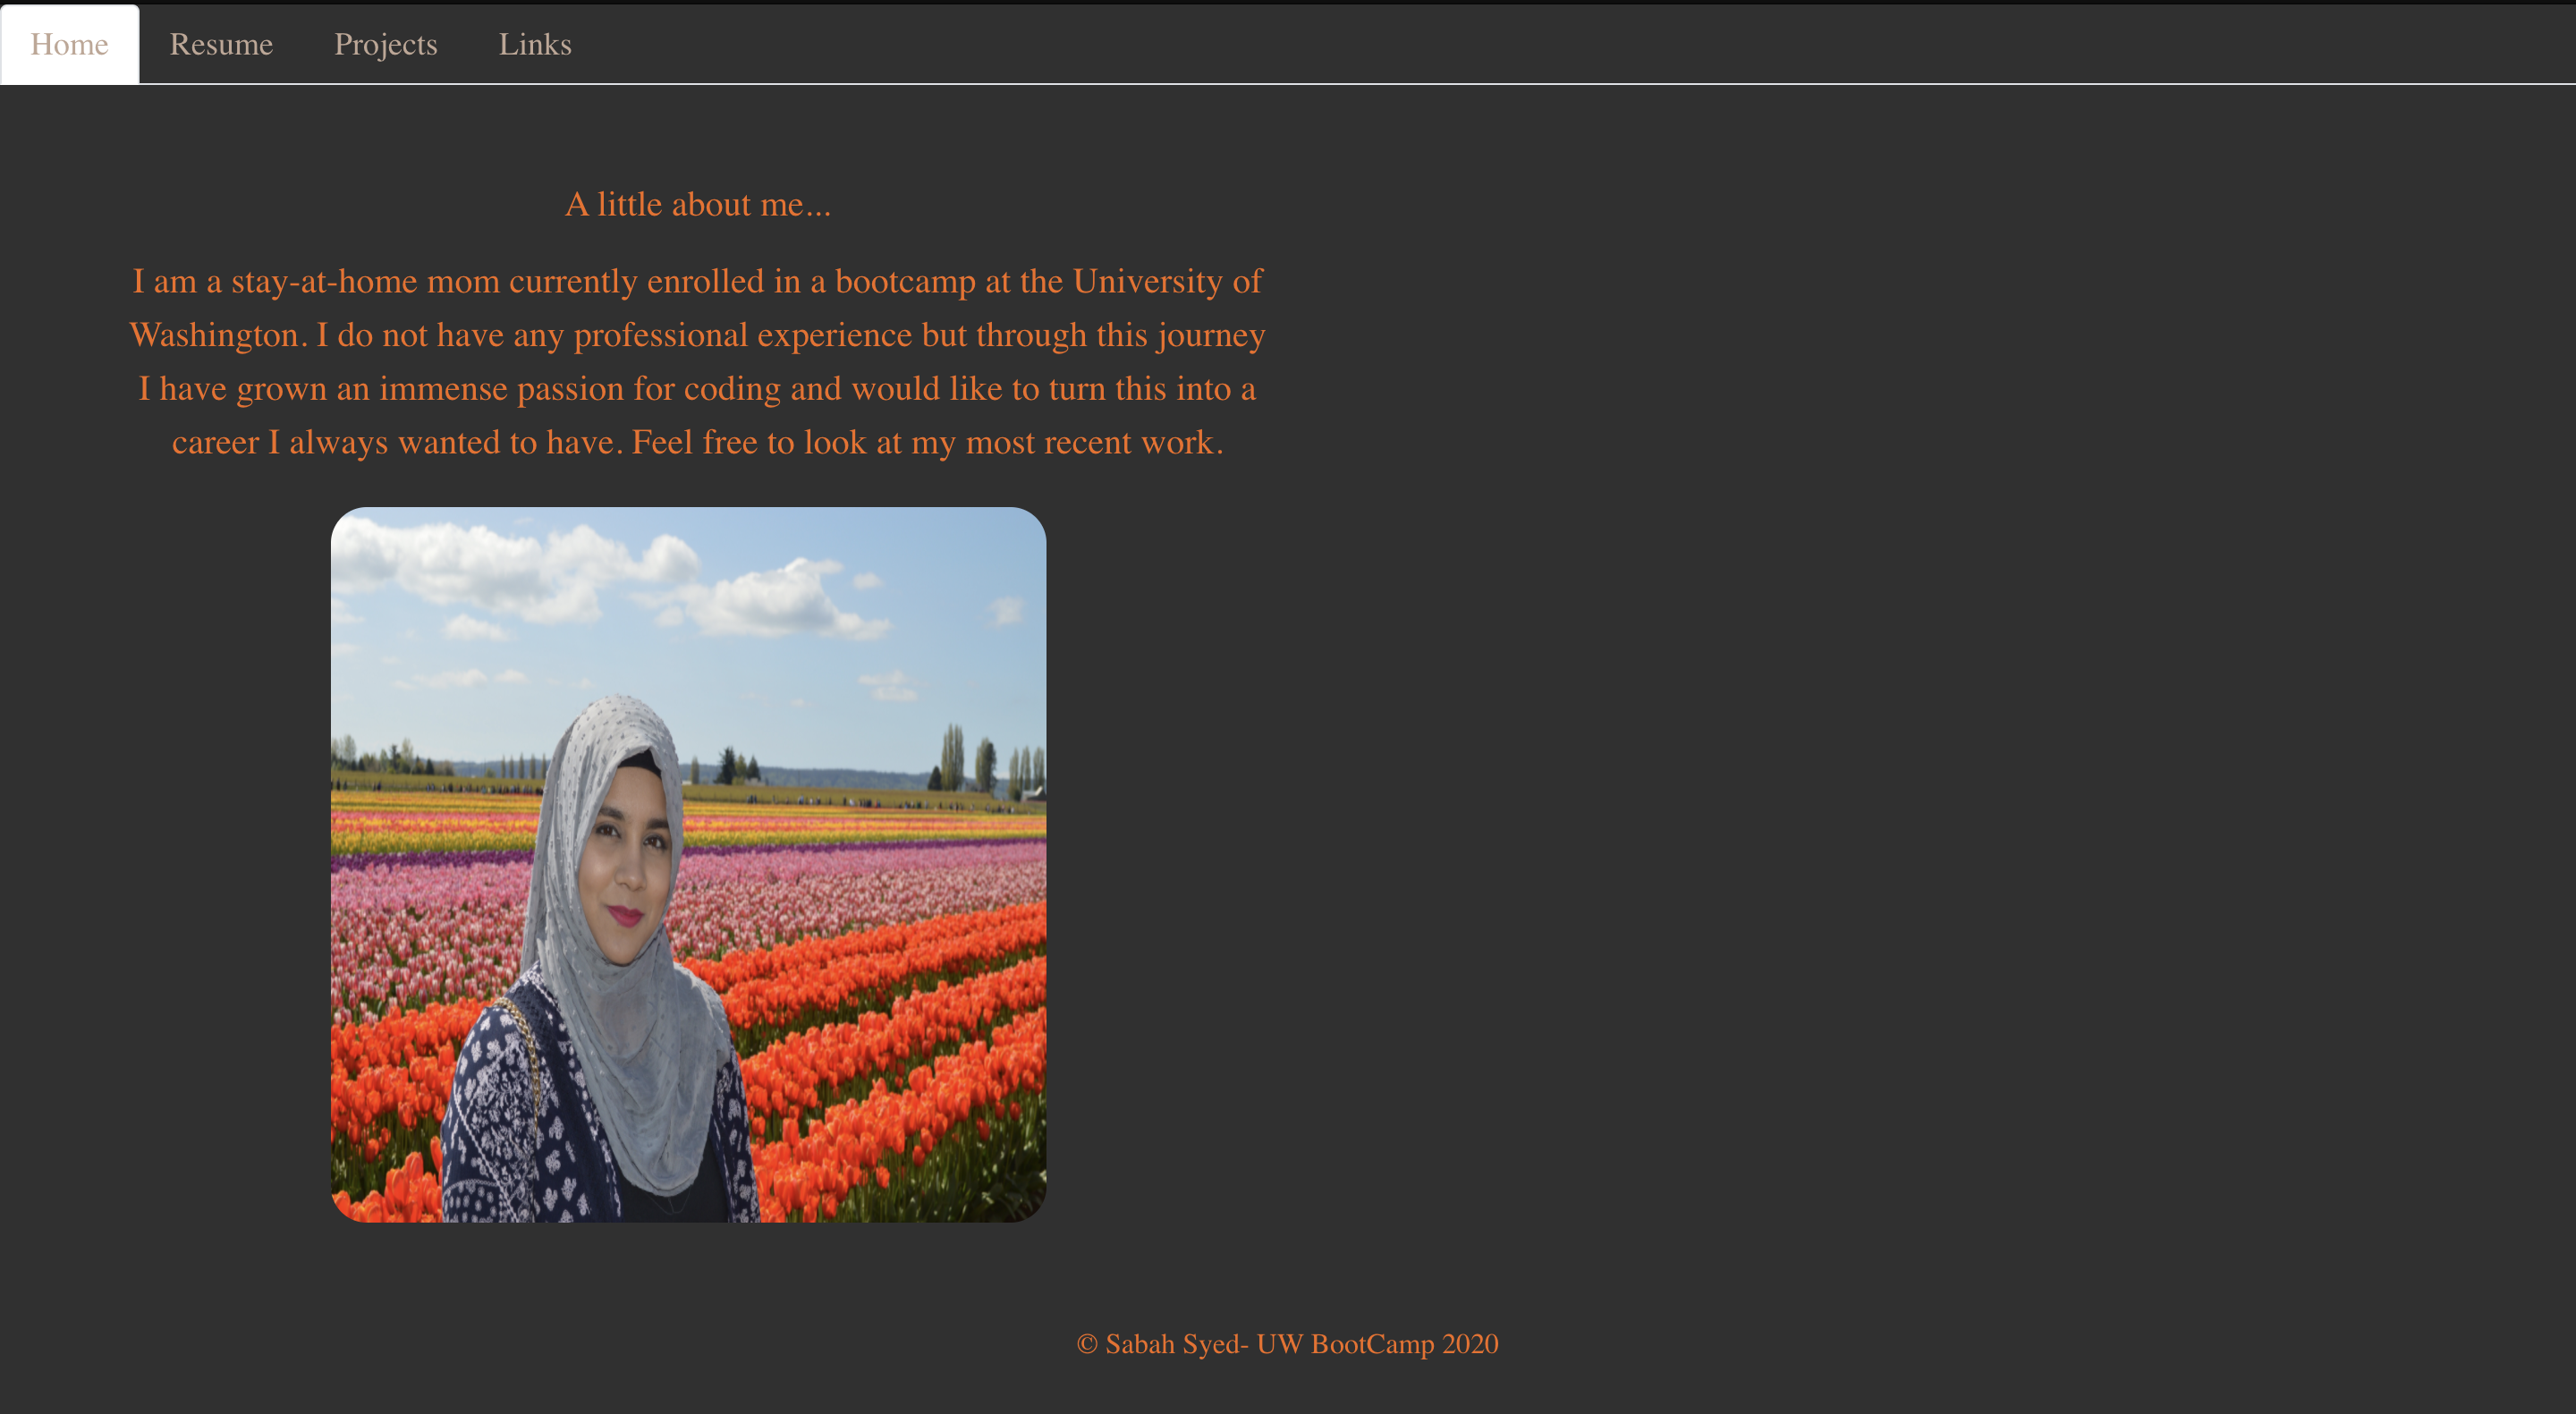 Home Resume Projects Links
A little about me...
I am a stay-at-home mom currently enrolled in a bootcamp at the University of
Washington. I do not have any professional experience but through this journey
I have grown an immense passion for coding and would like to turn this into a
career I always wanted to have. Feel free to look at my most recent work.
© Sabah Syed- UW BootCamp 2020